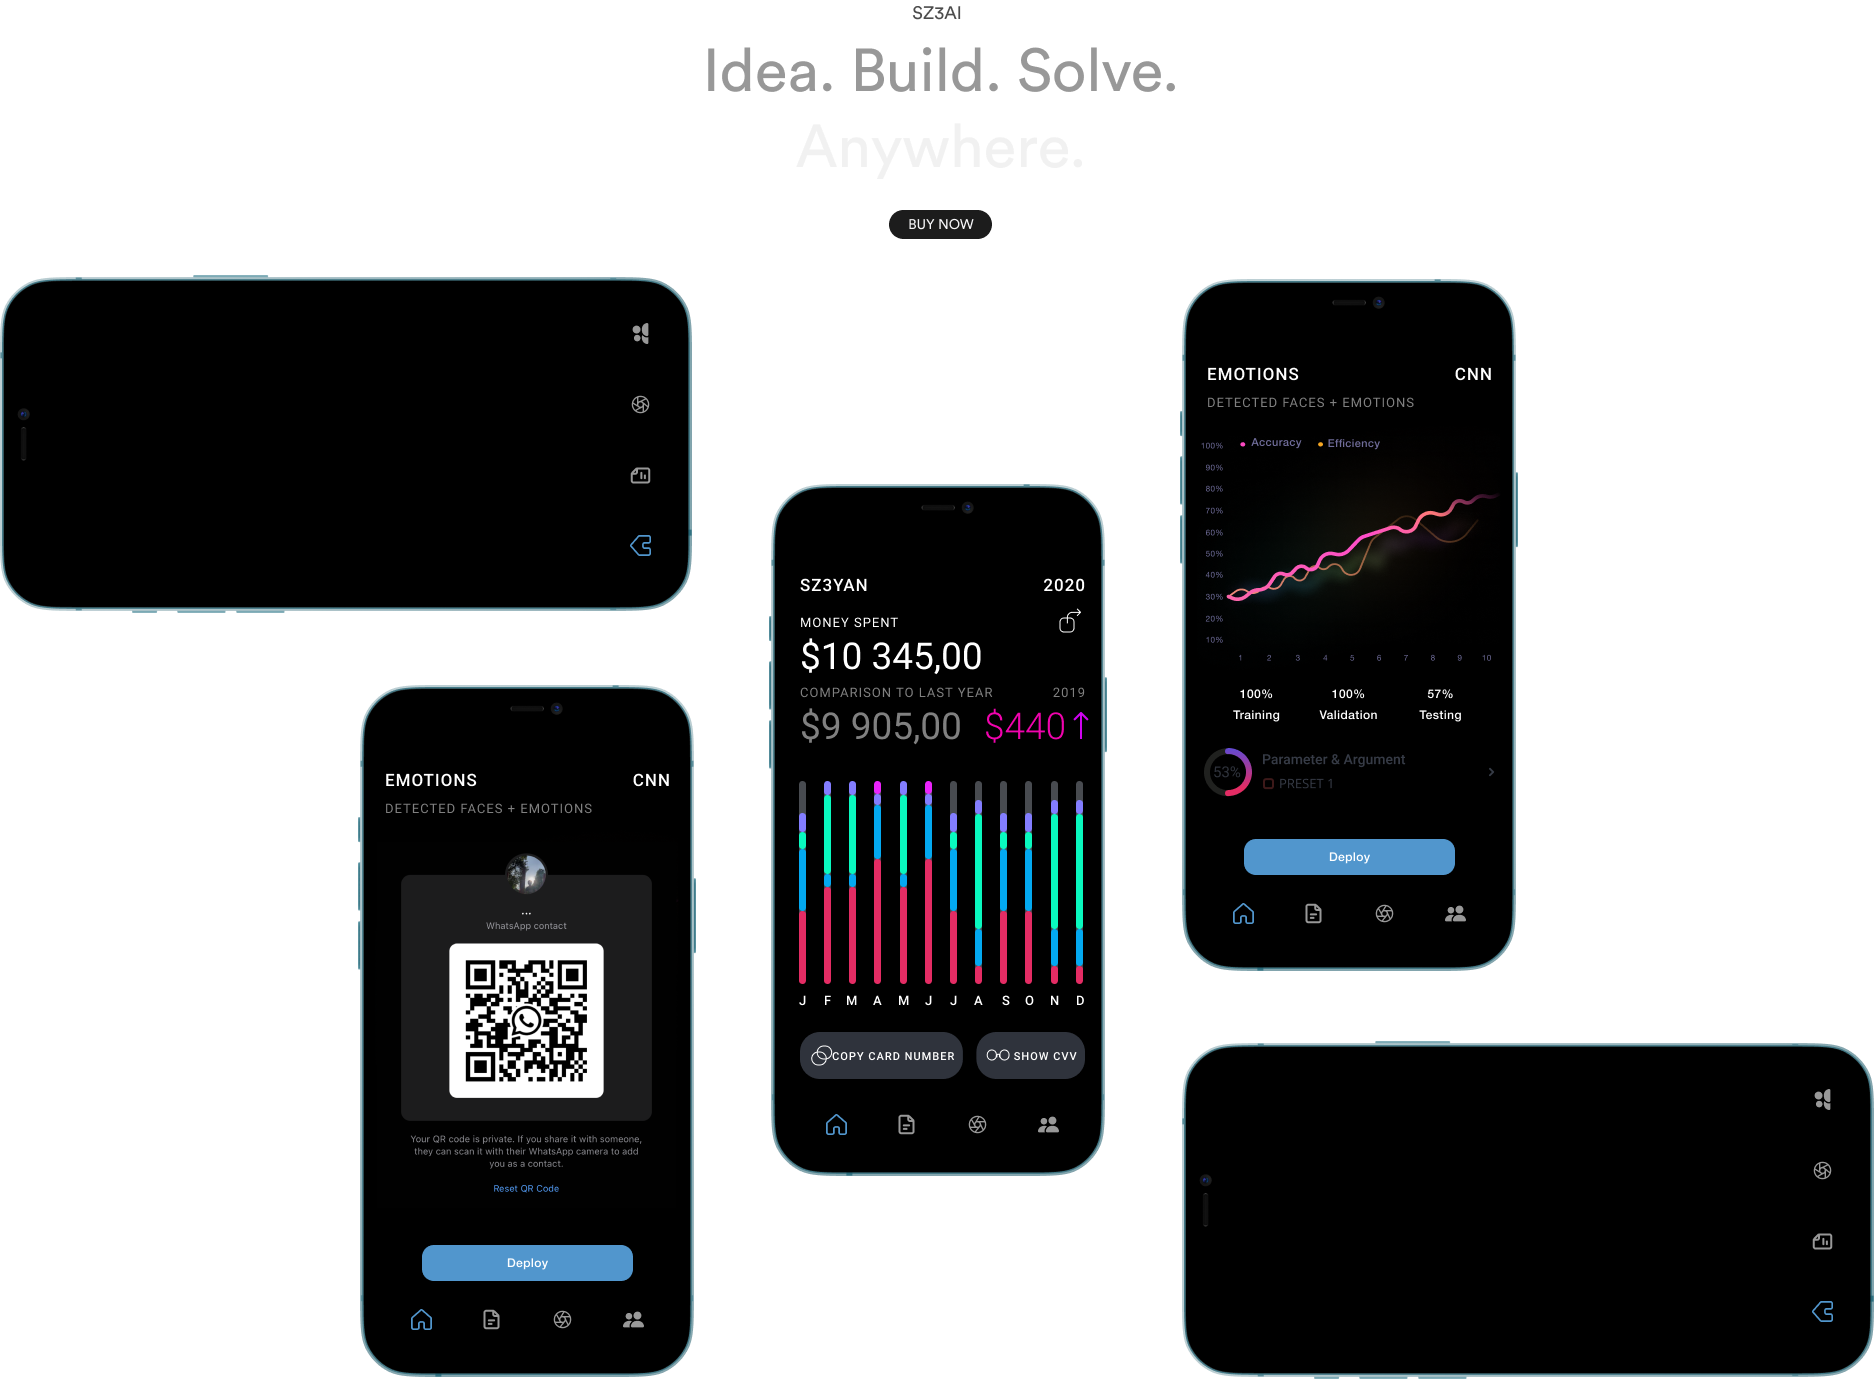 SZ3AI
Idea. Build. Solve.
Anywhere.
BUY NOW
EMOTIONS CNN
DETECTED FACES + EMOTIONS
...
WhatsApp contact
Your QR code is private. If you share it with someone,
they can scan it with their WhatsApp camera to add
you as a contact.
Reset QR Code
Deploy
SZ3YAN 2020
MONEY SPENT
$10 345,00
COMPARISON TO LAST YEAR 2019
$9 905,00 $440↑
J F M A M J J A S O N D
COPY CARD NUMBER SHOW CVV
EMOTIONS CNN
DETECTED FACES + EMOTIONS
Accuracy Efficiency
100%
90%
80%
70%
60%
50%
40%
30%
20%
10%
1 2 3 4 5 6 7 8 9 10
100% 100% 57%
Training Validation Testing
53% Parameter & Argument
PRESET 1
Deploy